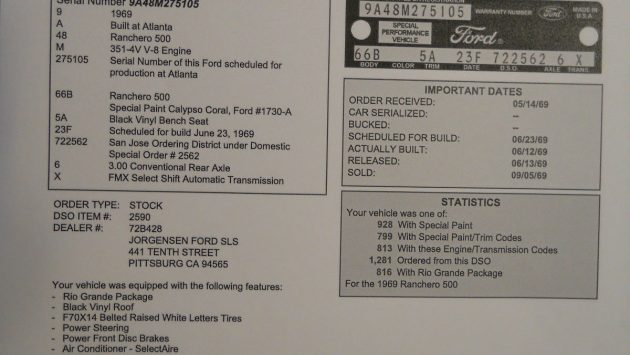 Serial Number 9A48M275105
9 1969
A Built at Atlanta
48 Ranchero 500
M 351-4V V-8 Engine
275105 Serial Number of this Ford scheduled for
production at Atlanta
66B Ranchero 500
Special Paint Calypso Coral, Ford #1730-A
5A Black Vinyl Bench Seat
23F Scheduled for build June 23, 1969
722562 San Jose Ordering District under Domestic
Special Order # 2562
6 3.00 Conventional Rear Axle
X FMX Select Shift Automatic Transmission
ORDER TYPE: STOCK
DSO ITEM #: 2590
DEALER #: 72B428
JORGENSEN FORD SLS
441 TENTH STREET
PITTSBURG CA 94565
Your vehicle was equipped with the following features:
- Rio Grande Package
- Black Vinyl Roof
- F70X14 Belted Raised White Letters Tires
- Power Steering
- Power Front Disc Brakes
- Air Conditioner - SelectAire
9A48M275105
WARRANTY NUMBER
Ford
MADE IN
U.S.A
SPECIAL
PERFORMANCE
VEHICLE
Ford
66B 5A 23F 722562 6 X
BODY COLOR TRIM DATE D.S.O. AXLE TRANS.
IMPORTANT DATES
ORDER RECEIVED: 05/14/69
CAR SERIALIZED: --
BUCKED: --
SCHEDULED FOR BUILD: 06/23/69
ACTUALLY BUILT: 06/12/69
RELEASED: 06/13/69
SOLD: 09/05/69
STATISTICS
Your vehicle was one of:
928 With Special Paint
799 With Special Paint/Trim Codes
813 With these Engine/Transmission Codes
1,281 Ordered from this DSO
816 With Rio Grande Package
For the 1969 Ranchero 500